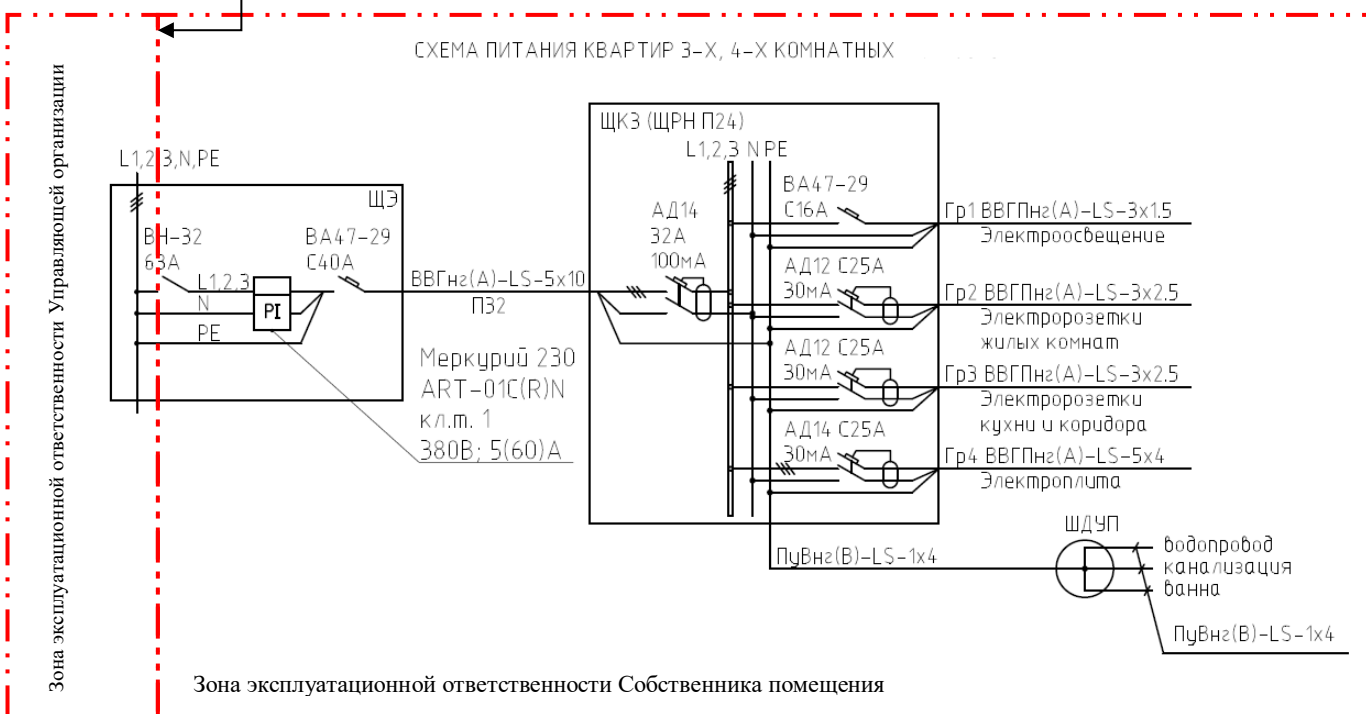 СХЕМА ПИТАНИЯ КВАРТИР 3-Х, 4-Х КОМНАТНЫХ
Зона эксплуатационной ответственности Управляющей организации
L1,2,3,N,PE
ЩЭ
ВН-32
63А
ВА47-29
С40А
L1,2,3
N
PE
PI
ВВГнг(А)-LS-5х10
П32
Меркурий 230
ART-01C(R)N
кл.т. 1
380В; 5(60)А
ЩК3 (ЩРН П24)
L1,2,3 N PE
АД14
32А
100мА
ВА47-29
С16А
Гр1 ВВГПнг(А)-LS-3х1.5
Электроосвещение
АД12 С25А
30мА
Гр2 ВВГПнг(А)-LS-3х2.5
Электророзетки
жилых комнат
АД12 С25А
30мА
Гр3 ВВГПнг(А)-LS-3х2.5
Электророзетки
кухни и коридора
АД14 С25А
30мА
Гр4 ВВГПнг(А)-LS-5х4
Электроплита
ПуВнг(В)-LS-1х4
ШДУП
водопровод
канализация
ванна
ПуВнг(В)-LS-1х4
Зона эксплуатационной ответственности Собственника помещения